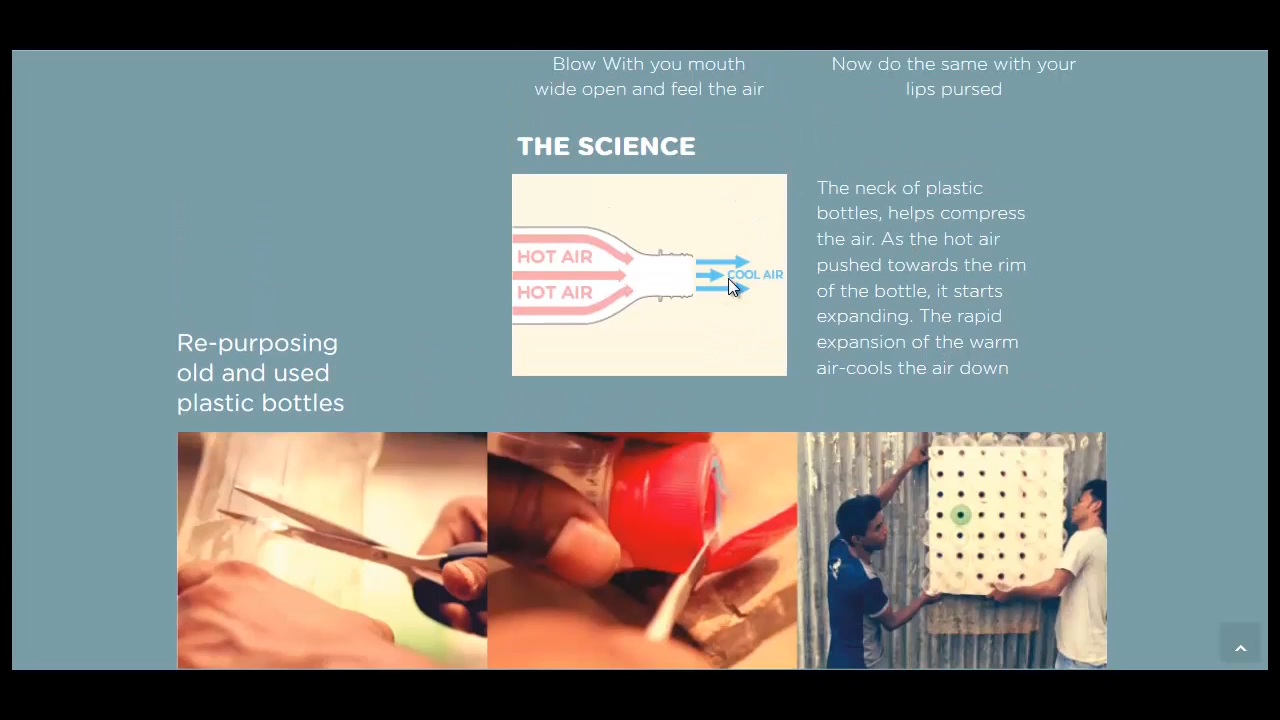 Blow With you mouth
wide open and feel the air
Now do the same with your
lips pursed
THE SCIENCE
HOT AIR
HOT AIR
COOL AIR
The neck of plastic
bottles, helps compress
the air. As the hot air
pushed towards the rim
of the bottle, it starts
expanding. The rapid
expansion of the warm
air-cools the air down
Re-purposing
old and used
plastic bottles